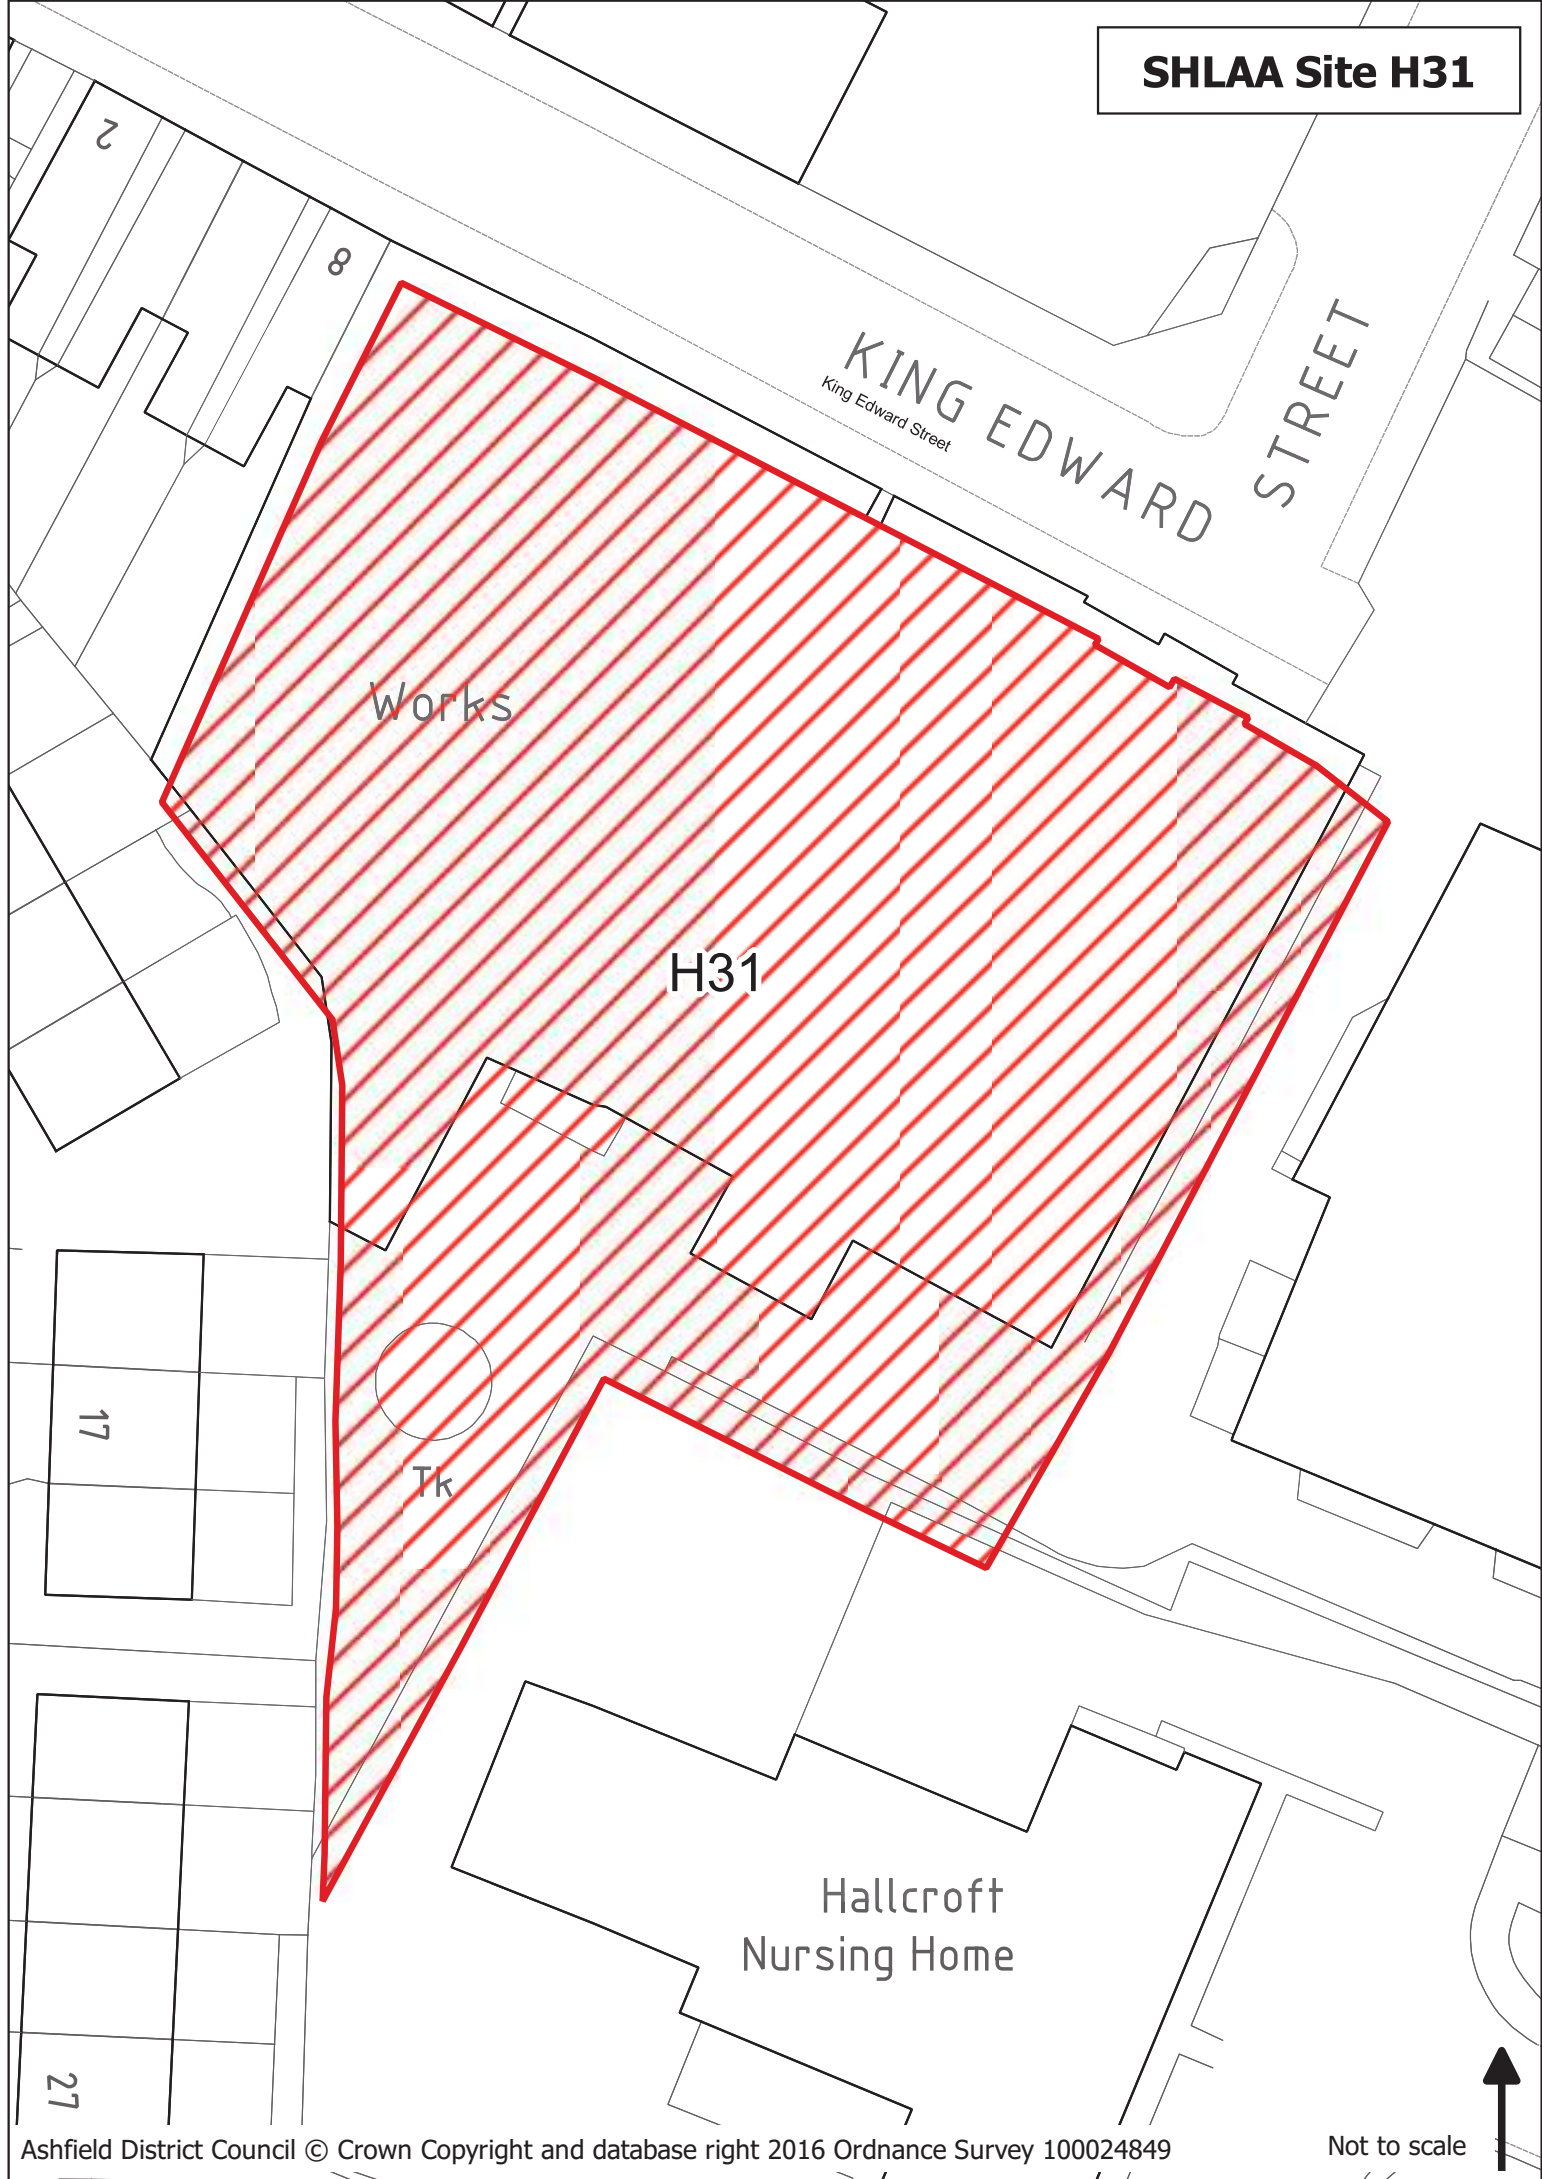 SHLAA Site H31
2
8
KING EDWARD
STREET
King Edward Street
Works
H31
17
Tk
Hallcroft
Nursing Home
27
Ashfield District Council © Crown Copyright and database right 2016 Ordnance Survey 100024849
Not to scale